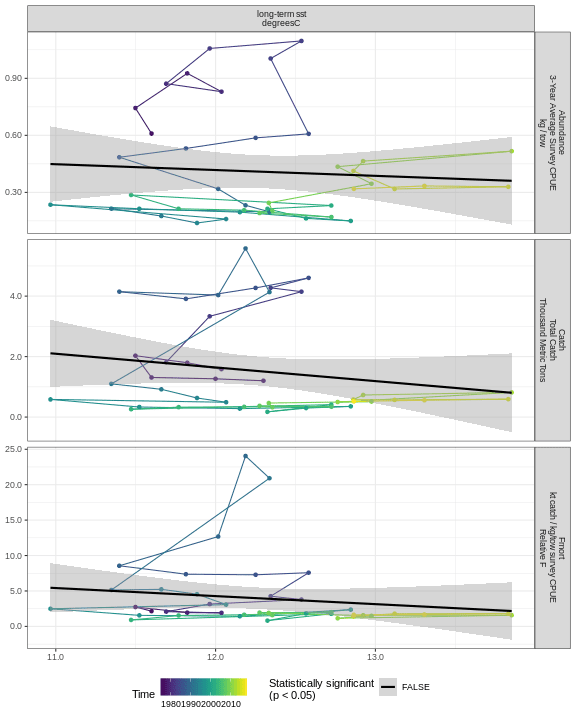 long-term sst
degreesC
0.90
0.60
0.30
Abundance
3-Year Average Survey CPUE
kg / tow
4.0
2.0
0.0
Catch
Total Catch
Thousand Metric Tons
25.0
20.0
15.0
10.0
5.0
0.0
Fmort
kt catch / kg/tow survey CPUE
Relative F
11.0 12.0 13.0
Time
1980199020002010
Statistically significant
(p < 0.05)
FALSE